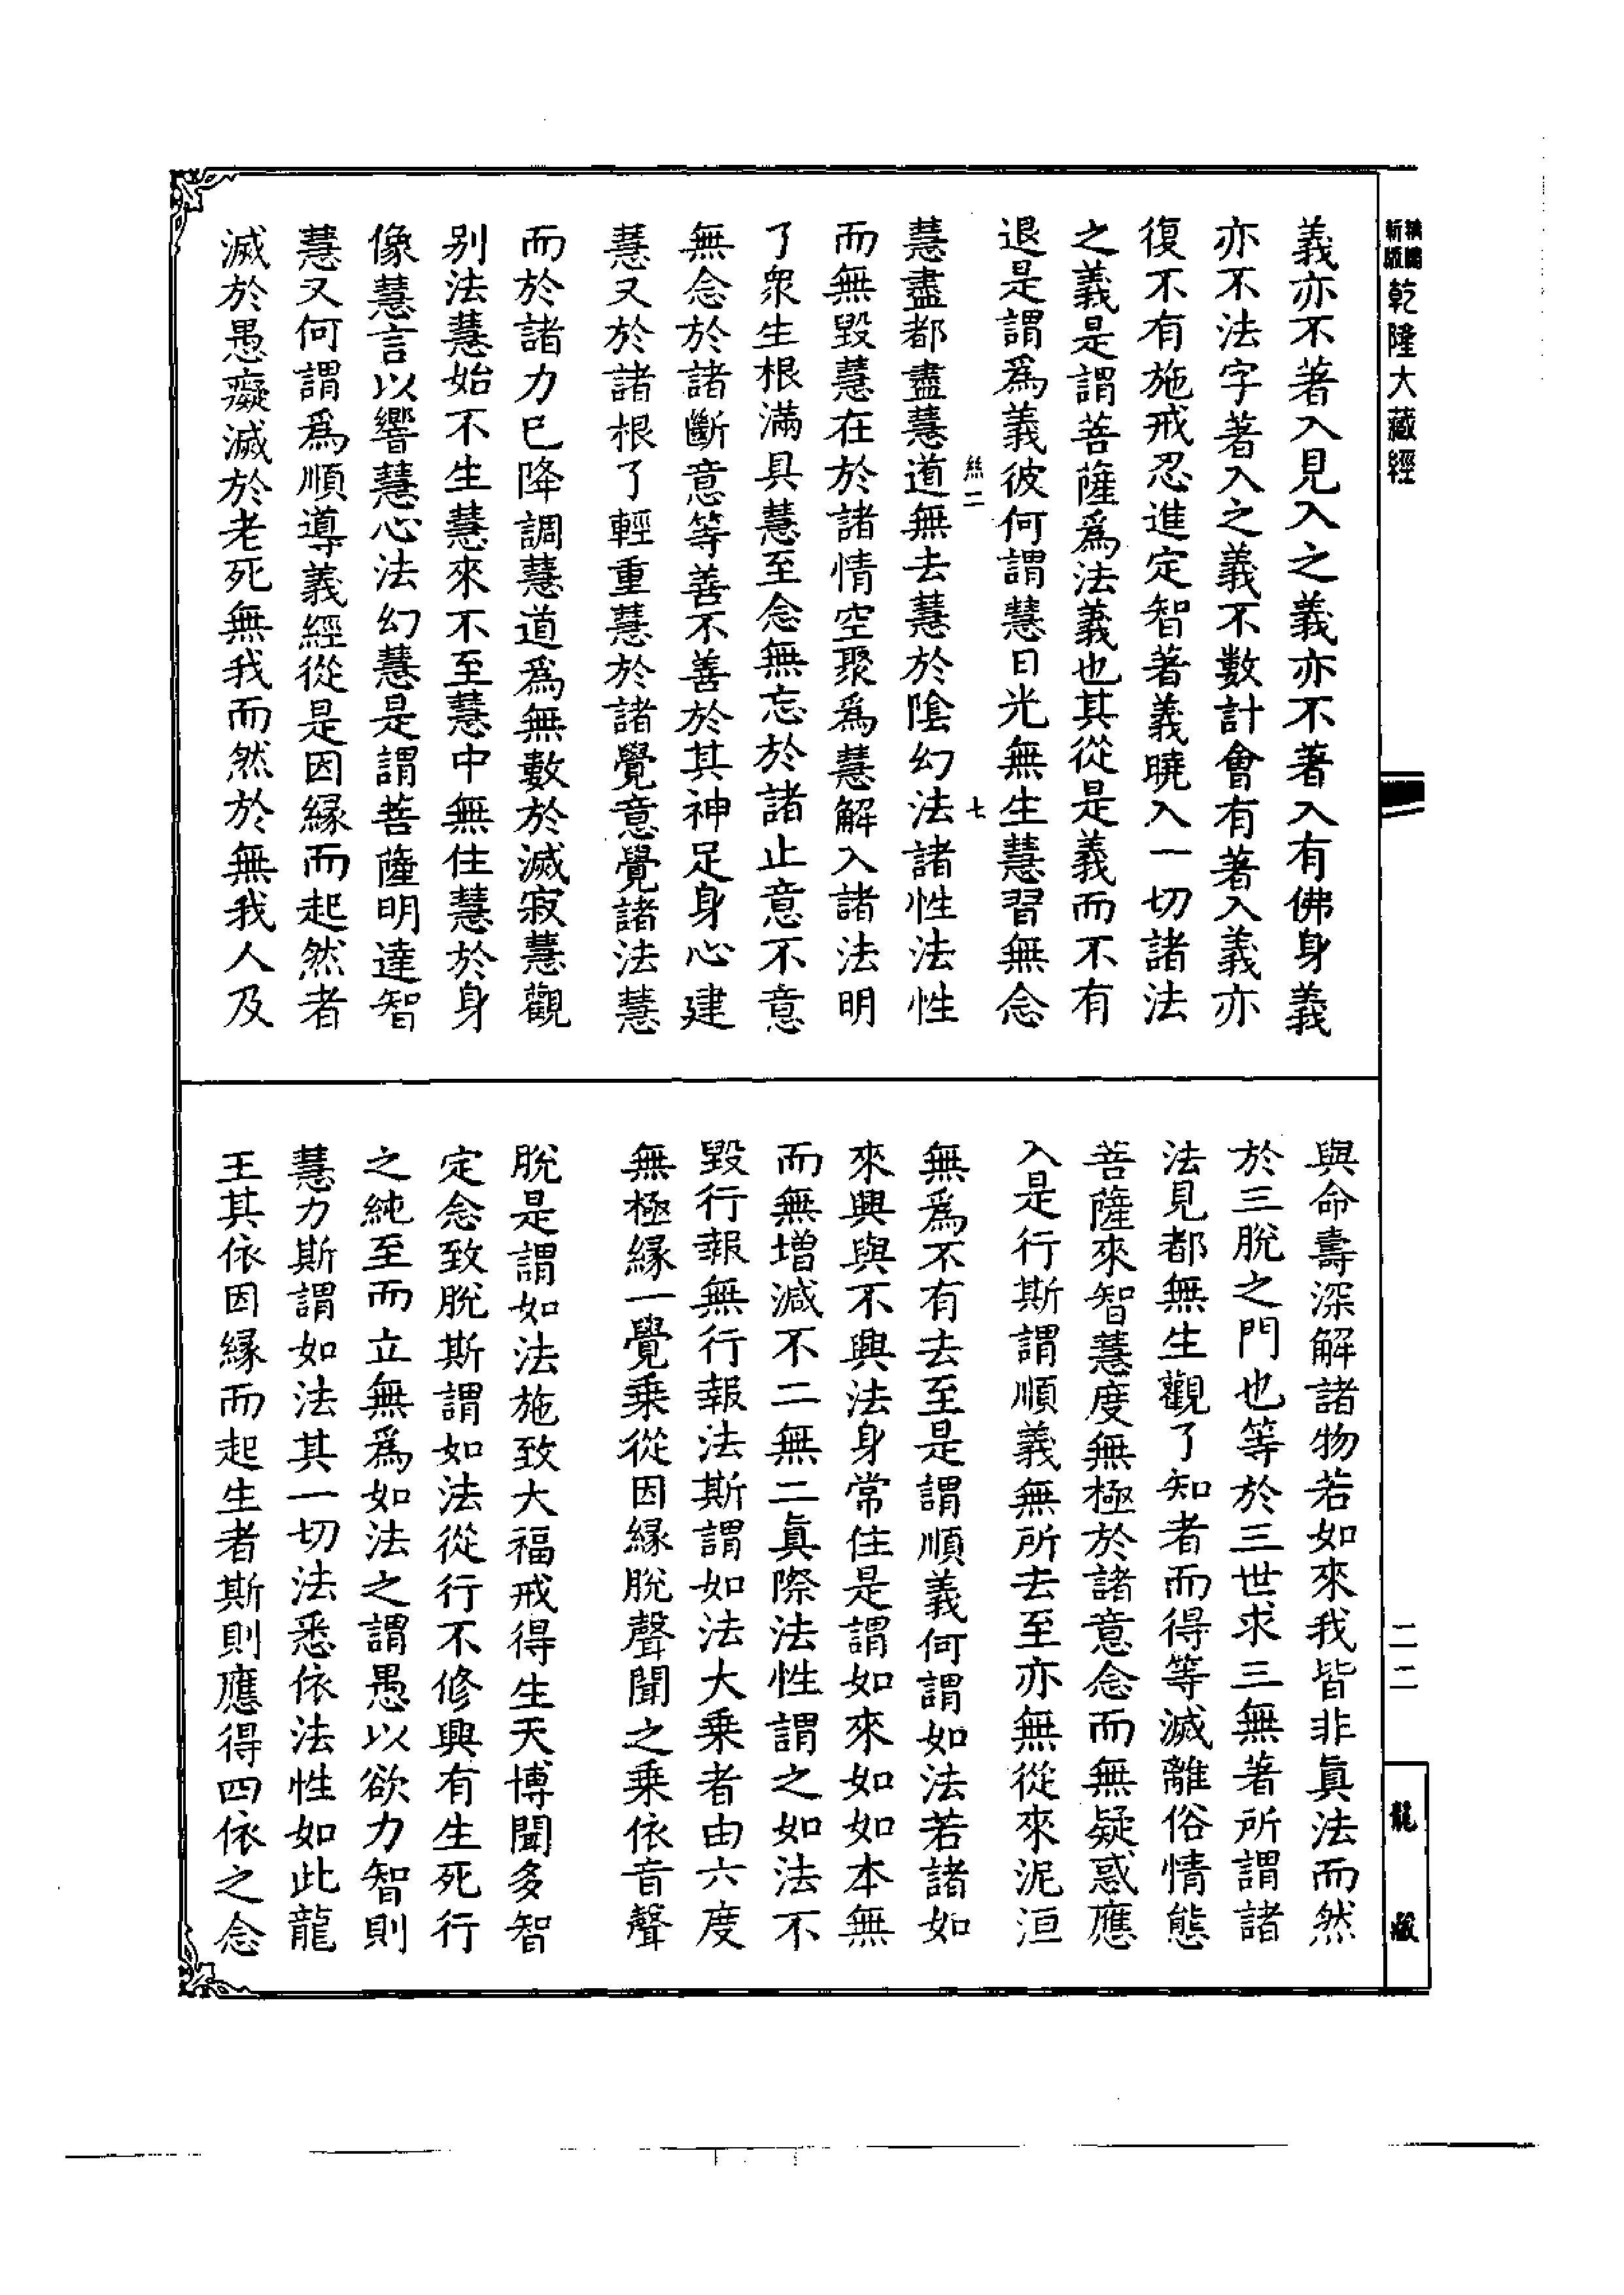 新版
乾隆大藏經
義亦不著入見入之義亦不著入有佛身義
亦不法字著入之義不數計會有著入義亦
復不有施戒忍進定智著義曉入一切諸法
之義是謂菩薩爲法義也其從是義而不有
退是謂爲義彼何謂慧日光無生慧習無念
絲二 七
慧盡都盡慧道無去慧於陰幻法諸性法性
而無毀慧在於諸情空聚爲慧解入諸法明
了衆生根滿具慧至念無忘於諸止意不意
無念於諸斷意等善不善於其神足身心建
慧又於諸根了輕重慧於諸覺意覺諸法慧
而於諸力已降調慧道爲無數於滅寂慧觀
别法慧始不生慧來不至慧中無住慧於身
像慧言以響慧心法幻慧是謂菩薩明達智
慧又何謂爲順導義經從是因縁而起然者
滅於愚癡滅於老死無我而然於無我人及
與命壽深解諸物若如來我皆非眞法而然
於三脫之門也等於三世求三無著所謂諸
法見都無生觀了知者而得等滅離俗情態
菩薩來智慧度無極於諸意念而無疑惑應
入是行斯謂順義無所去至亦無從來泥洹
無爲不有去至是謂順義何謂如法若諸如
來興與不興法身常住是謂如來如如本無
而無增減不二無二眞際法性謂之如法不
毀行報無行報法斯謂如法大乘者由六度
無極縁一覺乘從因縁脫聲聞之乘依音聲
脫是謂如法施致大福戒得生天博聞多智
定念致脫斯謂如法從行不修興有生死行
之純至而立無爲如法之謂愚以欲力智則
慧力斯謂如法其一切法悉依法性如此龍
王其依因縁而起生者斯則應得四依之念
二二
龍藏